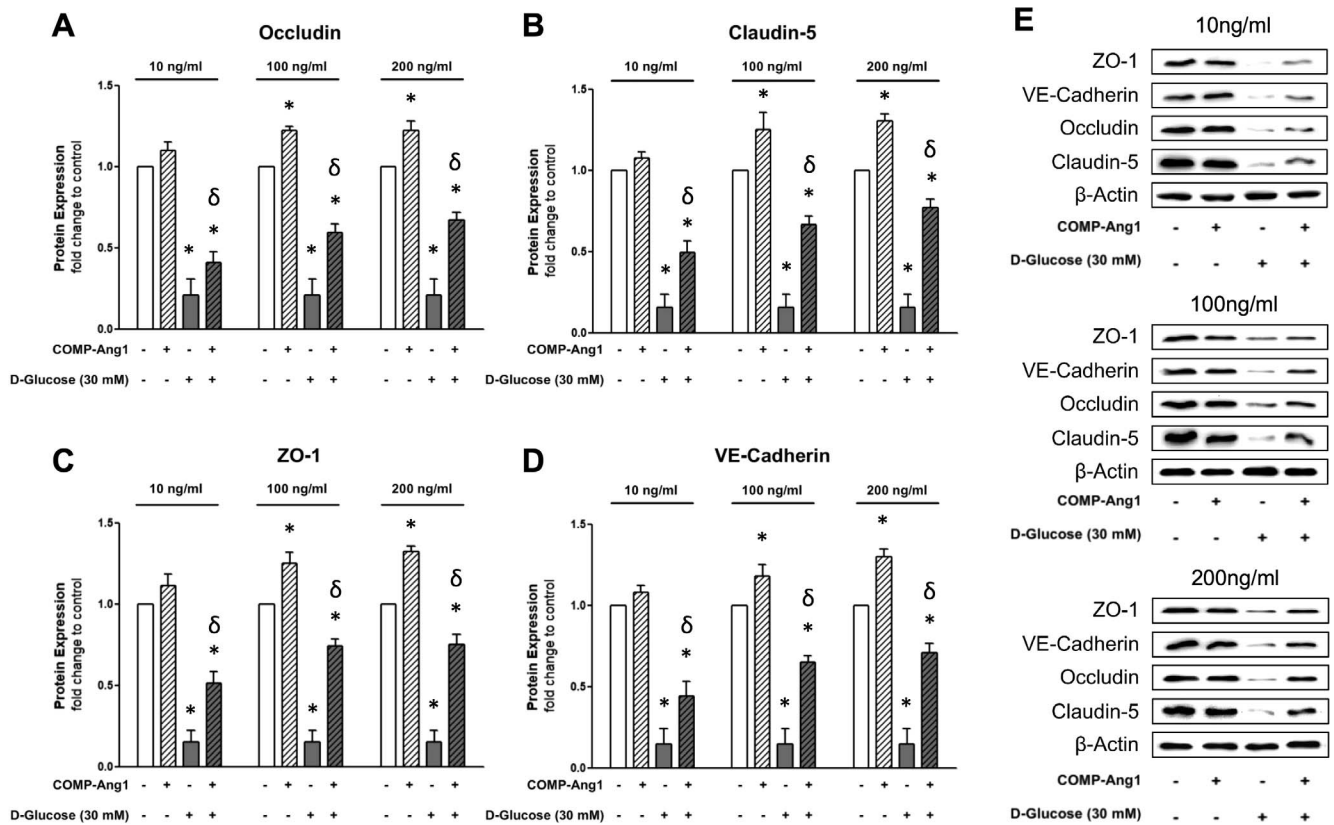 A
Occludin
10 ng/ml 100 ng/ml 200 ng/ml
Protein Expression
fold change to control
1.5
1.0
0.5
0.0
* * δ * * δ * * * δ * *
COMP-Ang1 - + - + - + - + - + - +
D-Glucose (30 mM) - - + + - - + + - - + +
B
Claudin-5
10 ng/ml 100 ng/ml 200 ng/ml
Protein Expression
fold change to control
1.5
1.0
0.5
0.0
* * δ * * δ * * * δ * *
COMP-Ang1 - + - + - + - + - + - +
D-Glucose (30 mM) - - + + - - + + - - + +
C
ZO-1
10 ng/ml 100 ng/ml 200 ng/ml
Protein Expression
fold change to control
1.5
1.0
0.5
0.0
* * δ * * δ * * * δ * *
COMP-Ang1 - + - + - + - + - + - +
D-Glucose (30 mM) - - + + - - + + - - + +
D
VE-Cadherin
10 ng/ml 100 ng/ml 200 ng/ml
Protein Expression
fold change to control
1.5
1.0
0.5
0.0
* * δ * * δ * * * δ * *
COMP-Ang1 - + - + - + - + - + - +
D-Glucose (30 mM) - - + + - - + + - - + +
E
10ng/ml
ZO-1
VE-Cadherin
Occludin
Claudin-5
β-Actin
COMP-Ang1 - + - +
D-Glucose (30 mM) - - + +
100ng/ml
ZO-1
VE-Cadherin
Occludin
Claudin-5
β-Actin
COMP-Ang1 - + - +
D-Glucose (30 mM) - - + +
200ng/ml
ZO-1
VE-Cadherin
Occludin
Claudin-5
β-Actin
COMP-Ang1 - + - +
D-Glucose (30 mM) - - + +